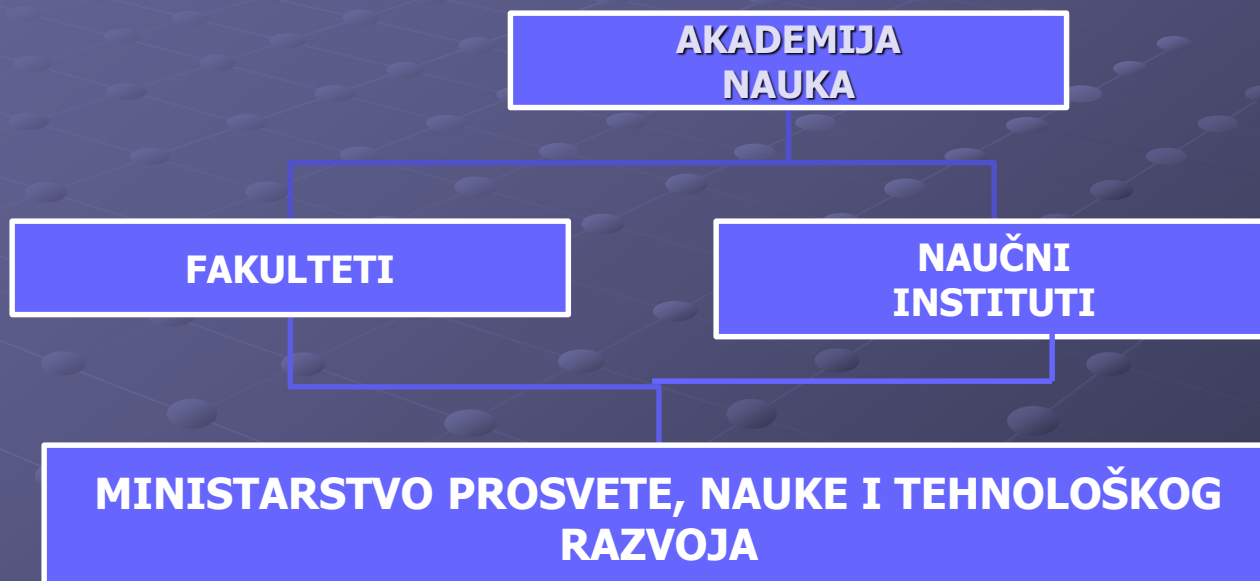 AKADEMIJA
NAUKA
FAKULTETI
NAUČNI
INSTITUTI
MINISTARSTVO PROSVETE, NAUKE I TEHNOLOŠKOG
RAZVOJA